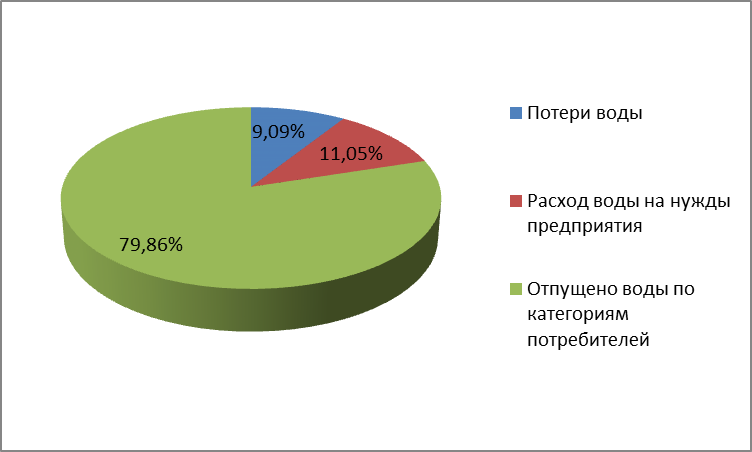 9,09%
11,05%
79,86%
Потери воды
Расход воды на нужды
предприятия
Отпущено воды по
категориям
потребителей